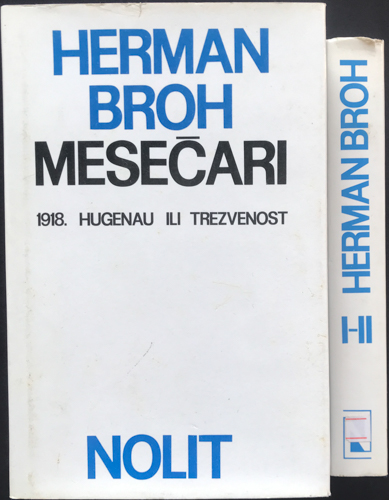 HERMAN
BROH
MESEČARI
1918. HUGENAU ILI TREZVENOST
NOLIT
HERMAN BROH
I-II